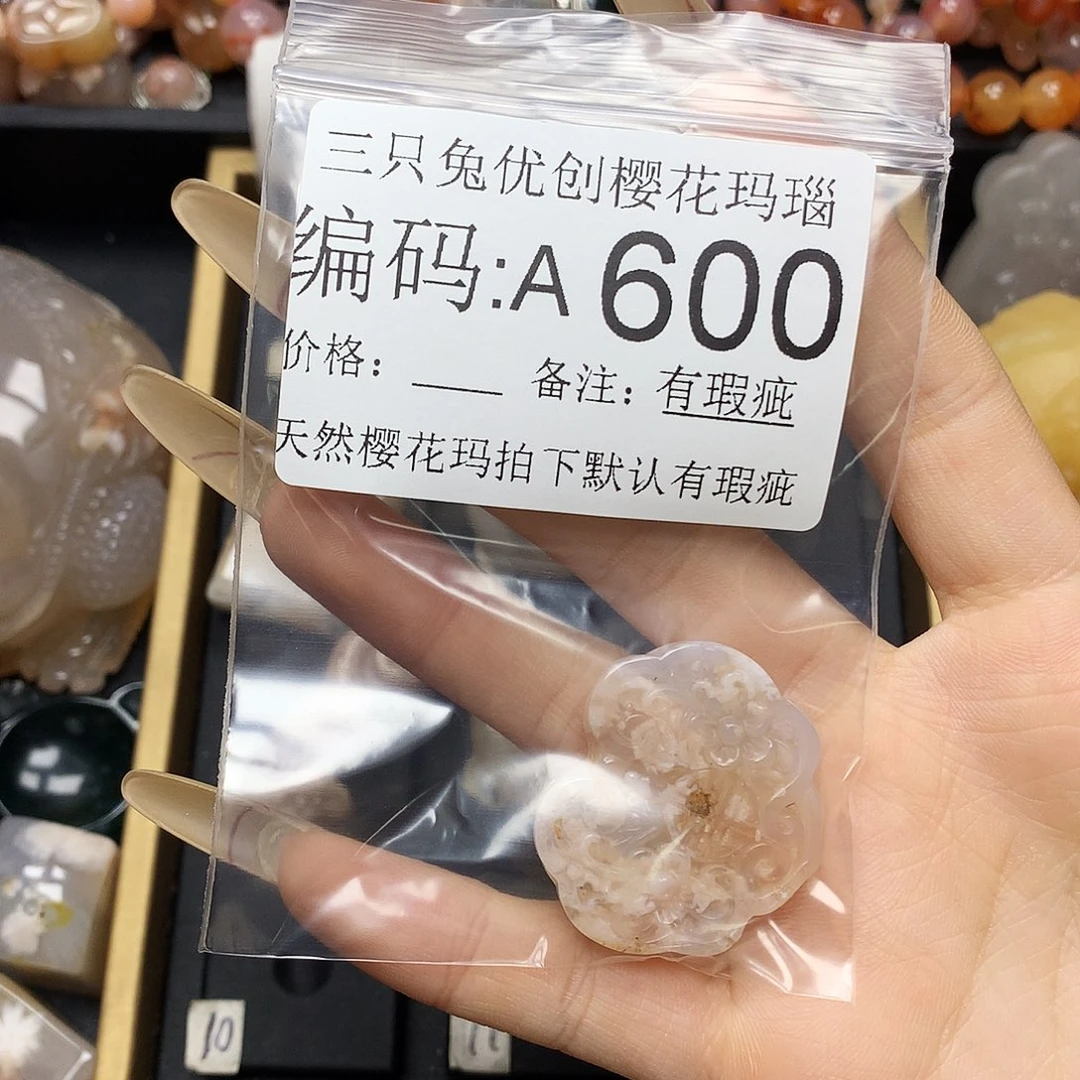 三只兔优创樱花玛瑙
编码:A 600
价格：____ 备注：有瑕疵
天然樱花玛拍下默认有瑕疵
10